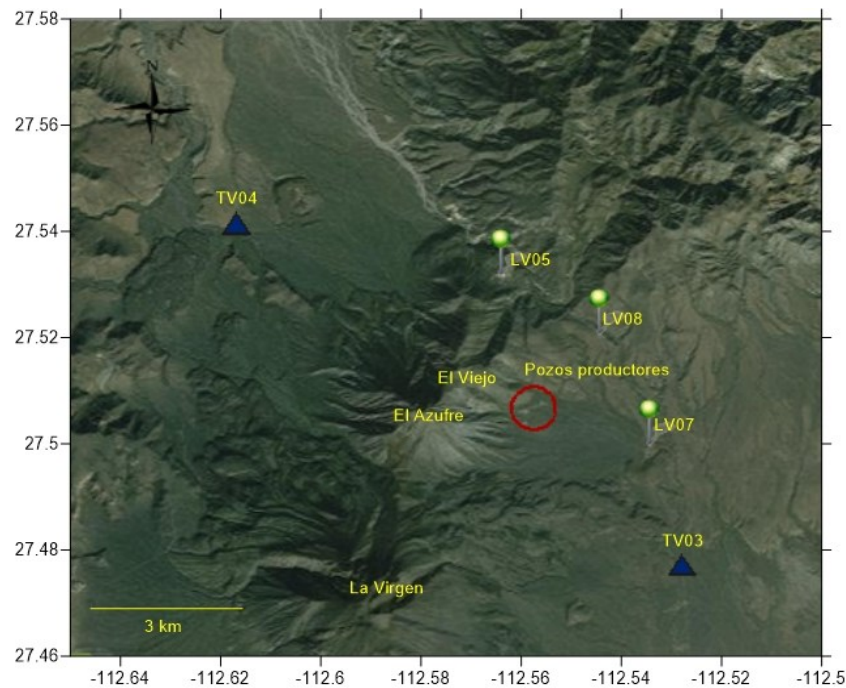 27.58
N
27.56
TV04
27.54
LV05
LV08
27.52
Pozos productores
El Viejo
El Azufre
LV07
27.5
TV03
27.48
La Virgen
3 km
27.46
-112.64 -112.62 -112.6 -112.58 -112.56 -112.54 -112.52 -112.5